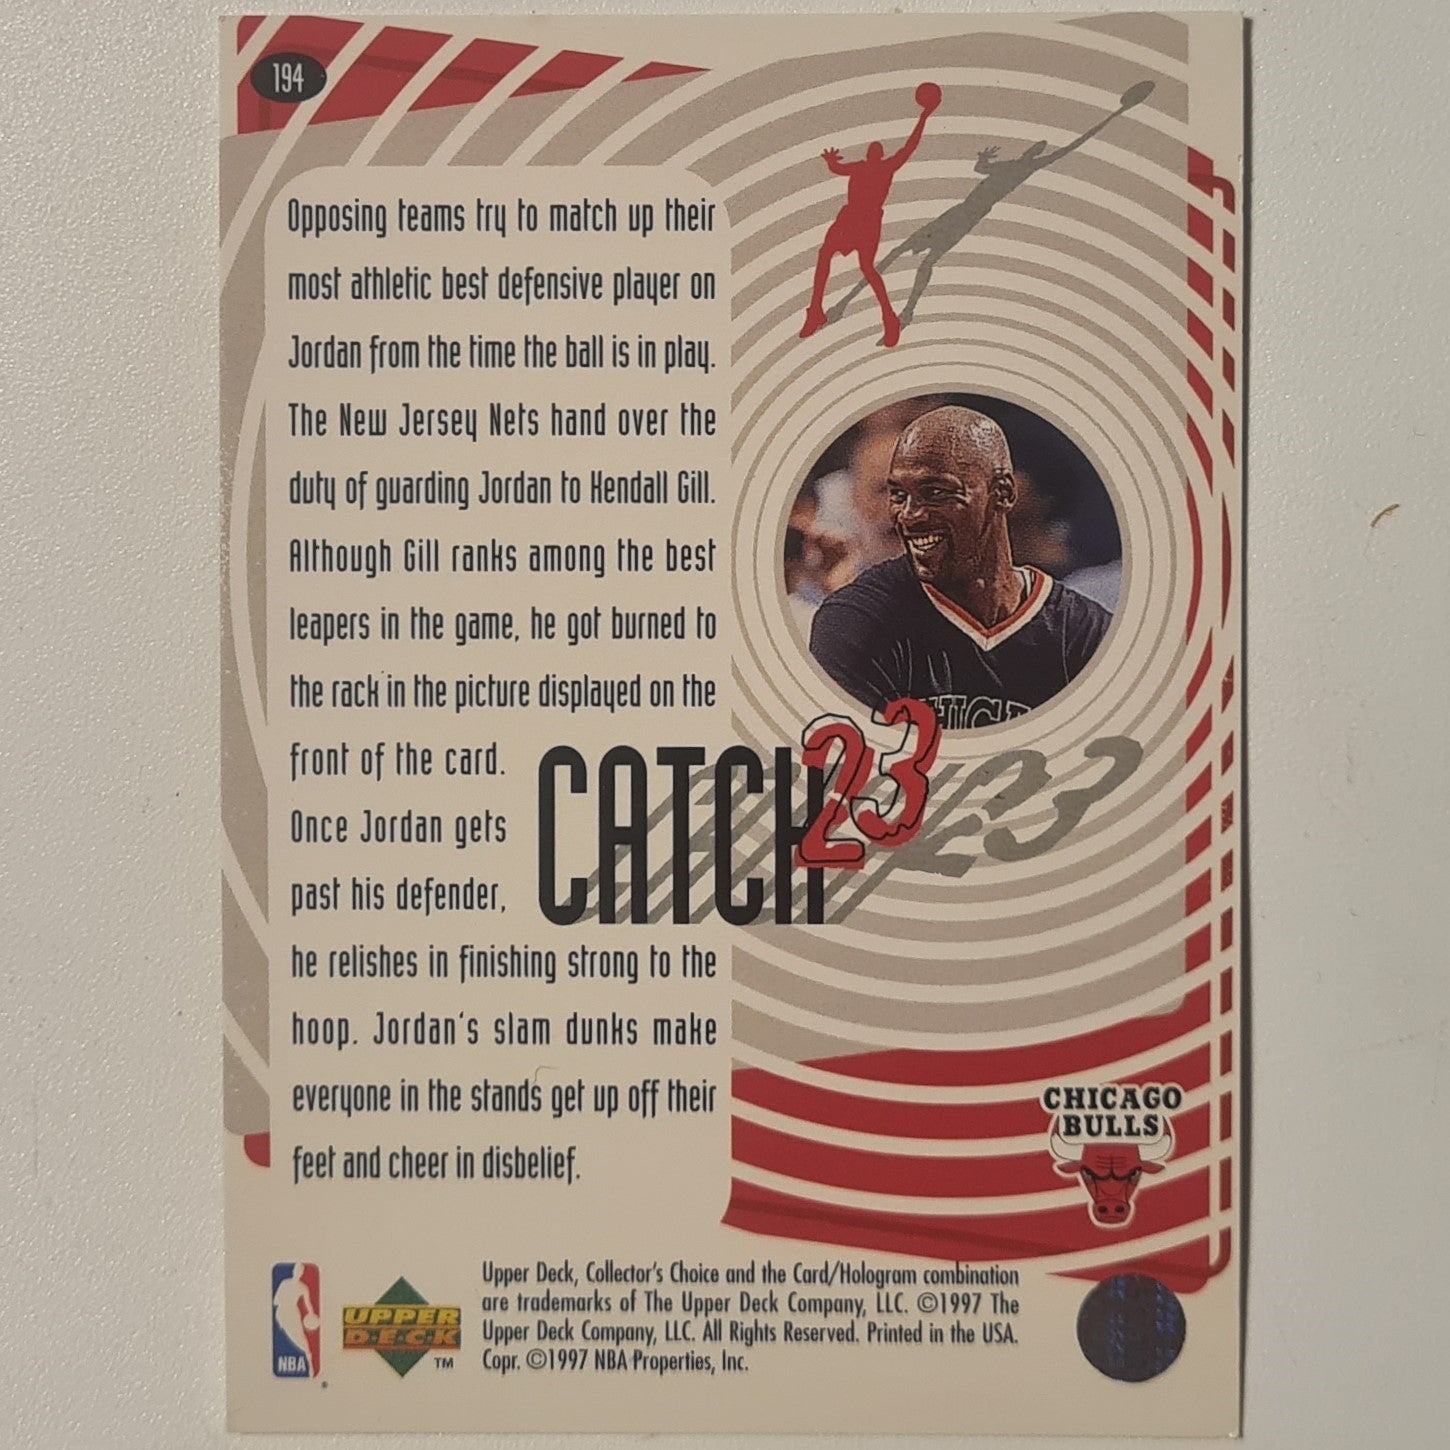 194
Opposing teams try to match up their
most athletic best defensive player on
Jordan from the time the ball is in play.
The New Jersey Nets hand over the
duty of guarding Jordan to Kendall Gill.
Although Gill ranks among the best
leapers in the game, he got burned to
the rack in the picture displayed on the
front of the card.
Once Jordan gets
past his defender,
he relishes in finishing strong to the
hoop. Jordan's slam dunks make
everyone in the stands get up off their
feet and cheer in disbelief.
CATCH 23
CHICAGO
BULLS
NBA
®
UPPER
DECK
™
Upper Deck, Collector's Choice and the Card/Hologram combination
are trademarks of The Upper Deck Company, LLC. ©1997 The
Upper Deck Company, LLC. All Rights Reserved. Printed in the USA.
Copr. ©1997 NBA Properties, Inc.